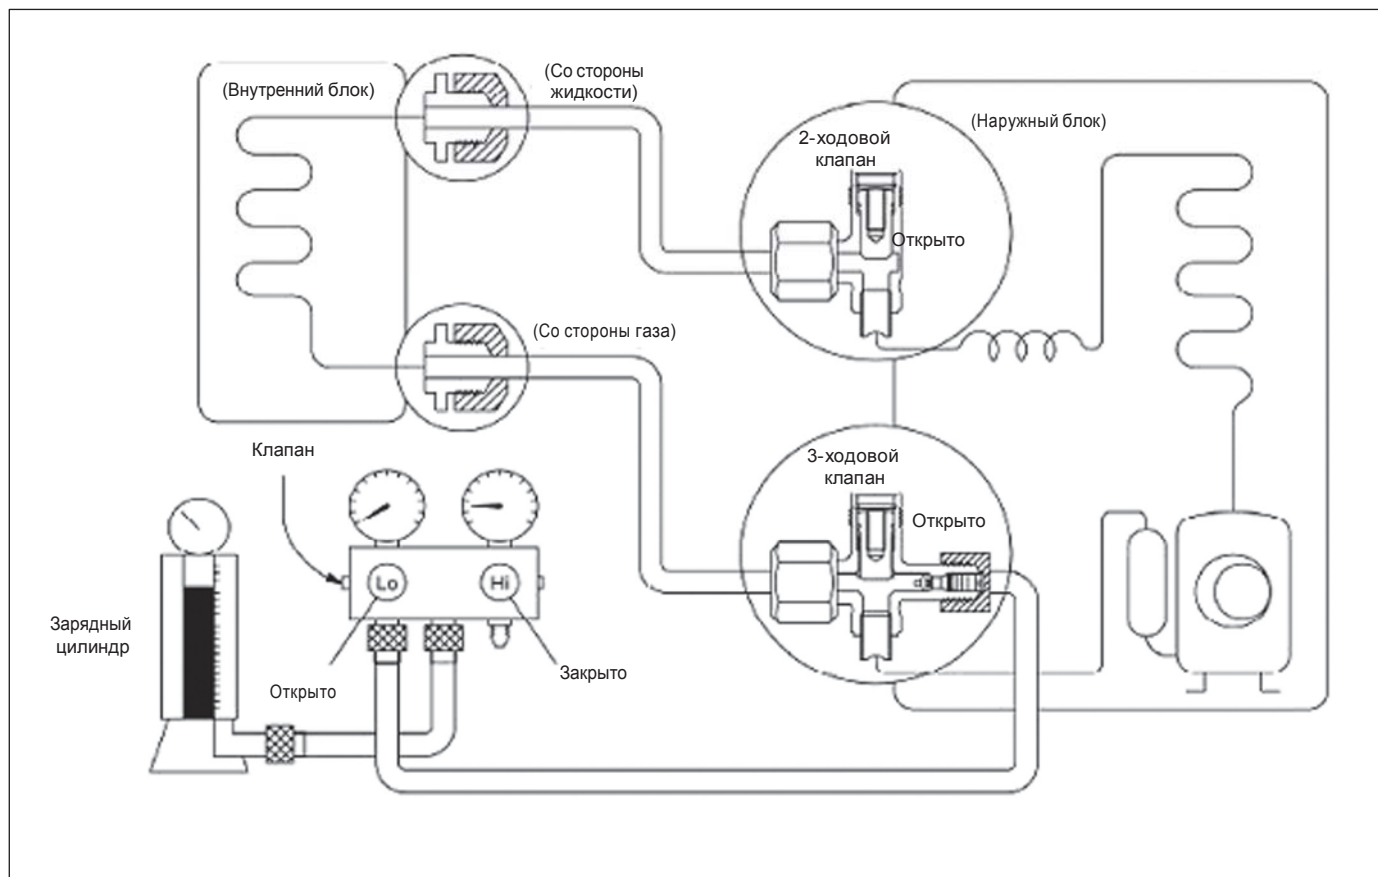 (Внутренний блок)
(Со стороны
жидкости)
(Наружный блок)
2-ходовой
клапан
Открыто
(Со стороны газа)
3-ходовой
клапан
Открыто
Клапан
Lo
Hi
Зарядный
цилиндр
Открыто
Закрыто